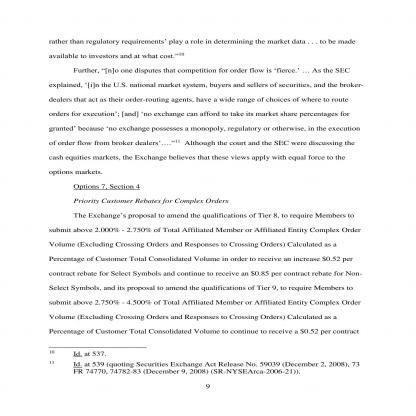 rather than regulatory requirements' play a role in determining the market data . . . to be made
available to investors and at what cost."10
Further, "[n]o one disputes that competition for order flow is 'fierce.' … As the SEC
explained, '[i]n the U.S. national market system, buyers and sellers of securities, and the broker-
dealers that act as their order-routing agents, have a wide range of choices of where to route
orders for execution'; [and] 'no exchange can afford to take its market share percentages for
granted' because 'no exchange possesses a monopoly, regulatory or otherwise, in the execution
of order flow from broker dealers'…."11 Although the court and the SEC were discussing the
cash equities markets, the Exchange believes that these views apply with equal force to the
options markets.
Options 7, Section 4
Priority Customer Rebates for Complex Orders
The Exchange's proposal to amend the qualifications of Tier 8, to require Members to
submit above 2.000% - 2.750% of Total Affiliated Member or Affiliated Entity Complex Order
Volume (Excluding Crossing Orders and Responses to Crossing Orders) Calculated as a
Percentage of Customer Total Consolidated Volume in order to receive an increase $0.52 per
contract rebate for Select Symbols and continue to receive an $0.85 per contract rebate for Non-
Select Symbols, and its proposal to amend the qualifications of Tier 9, to require Members to
submit above 2.750% - 4.500% of Total Affiliated Member or Affiliated Entity Complex Order
Volume (Excluding Crossing Orders and Responses to Crossing Orders) Calculated as a
Percentage of Customer Total Consolidated Volume to continue to receive a $0.52 per contract
10 Id. at 537.
11 Id. at 539 (quoting Securities Exchange Act Release No. 59039 (December 2, 2008), 73
FR 74770, 74782-83 (December 9, 2008) (SR-NYSEArca-2006-21)).
9